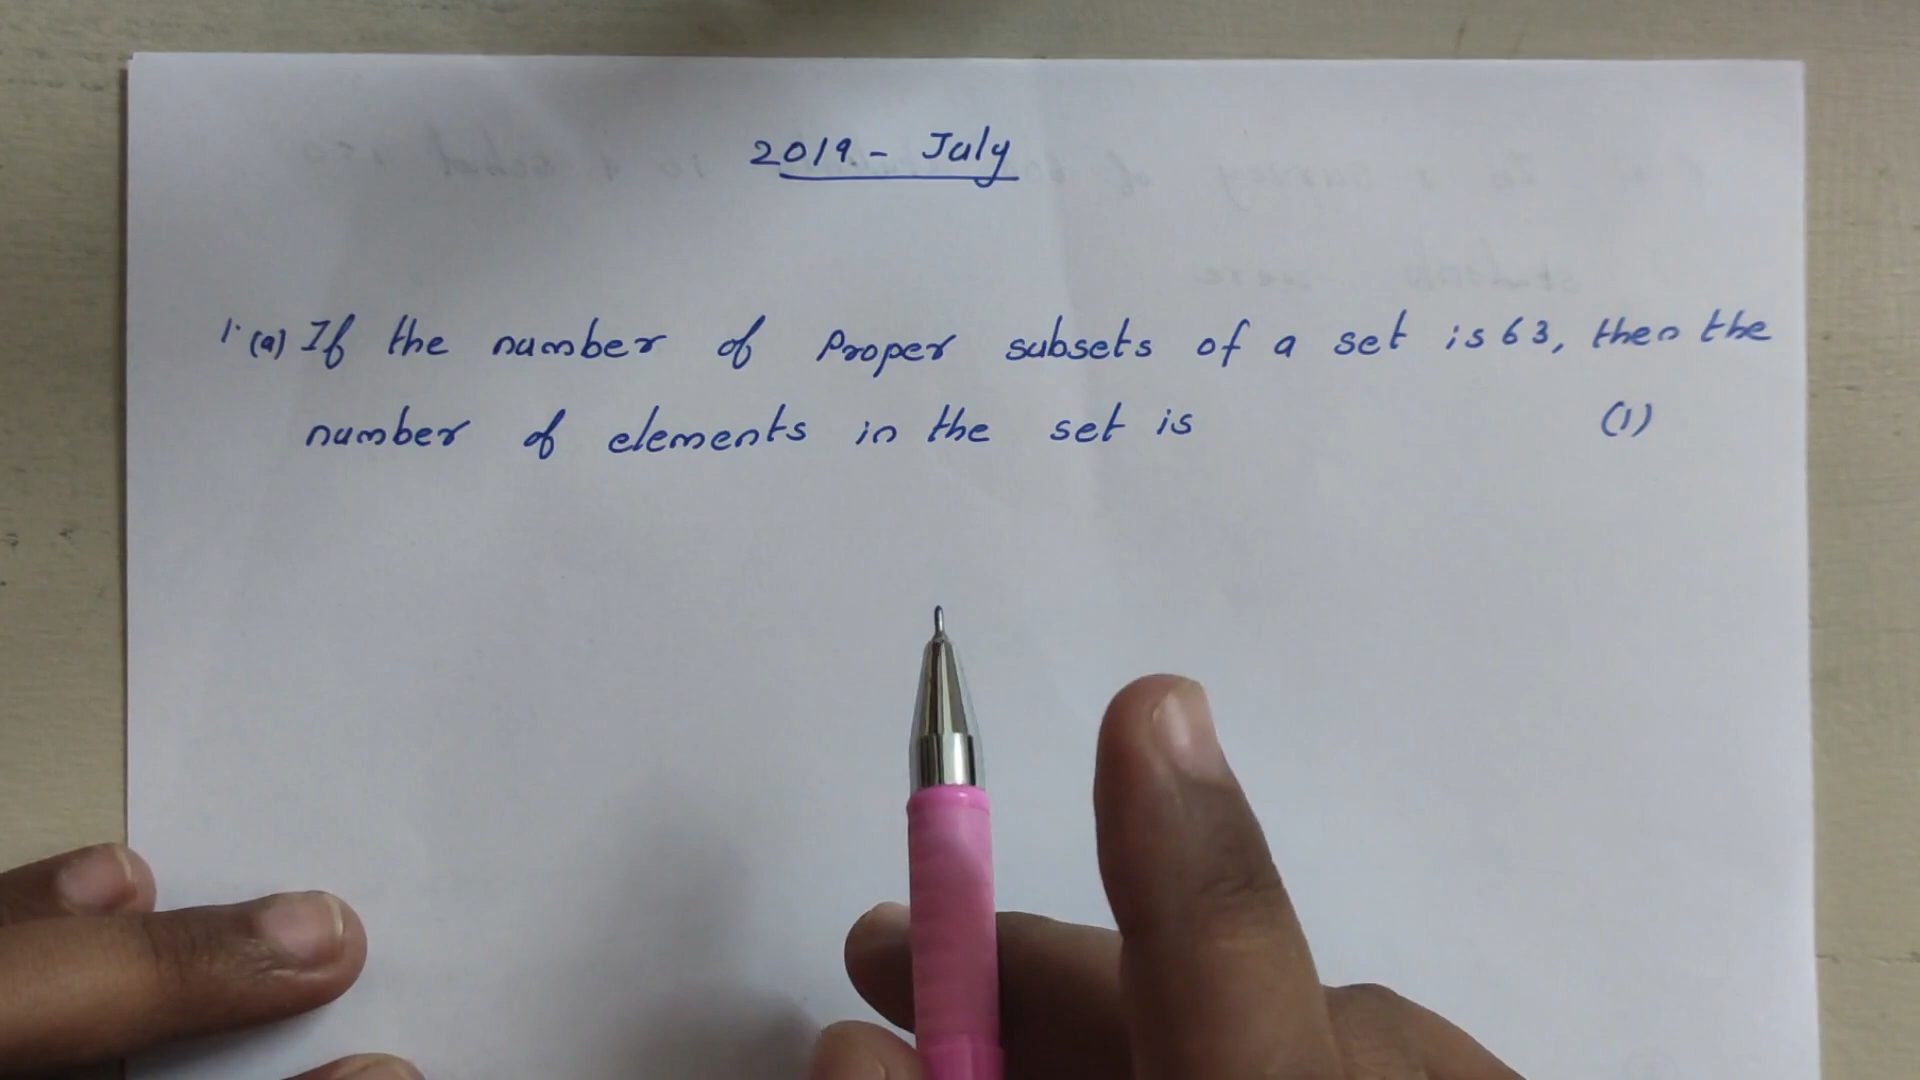 2019 - July
1. (a) If the number of Proper subsets of a set is 63, then the
number of elements in the set is (1)